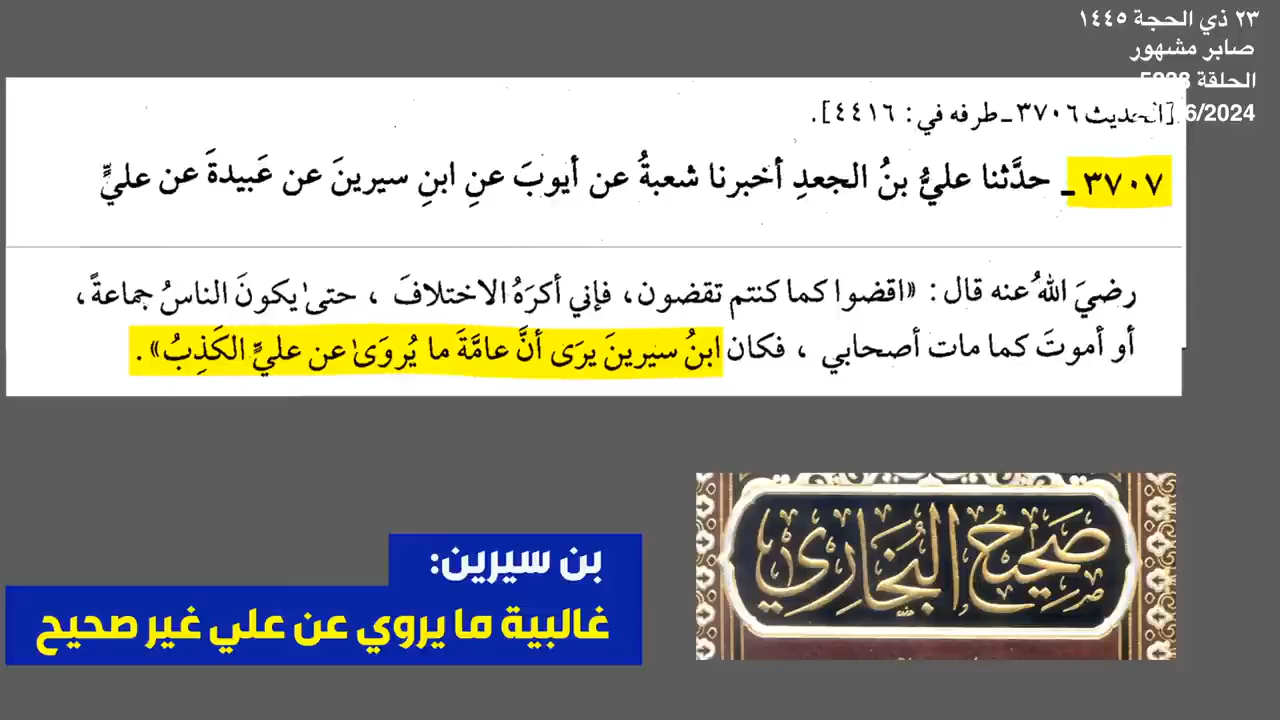 ٢٣ ذي الحجة ١٤٤٥
صابر مشهور
الحلقة
6/2024
[الحديث ٣٧٠٦ ـ طرفه في: ٤٤١٦].
٣٧٠٧ ـ حدَّثنا عليُّ بنُ الجعدِ أخبرنا شعبةُ عن أيوبَ عنِ ابنِ سيرينَ عن عَبيدةَ عن عليٍّ
رضيَ اللهُ عنه قال: «اقضوا كما كنتم تقضون، فإني أكرَهُ الاختلافَ ، حتىٰ يكونَ الناسُ جماعةً،
أو أموتَ كما مات أصحابي ، فكان ابنُ سيرينَ يرَى أنَّ عامَّةَ ما يُروَىٰ عن عليٍّ الكَذِبُ».
صَحِيحُ البُخَارِي
بن سيرين:
غالبية ما يروي عن علي غير صحيح